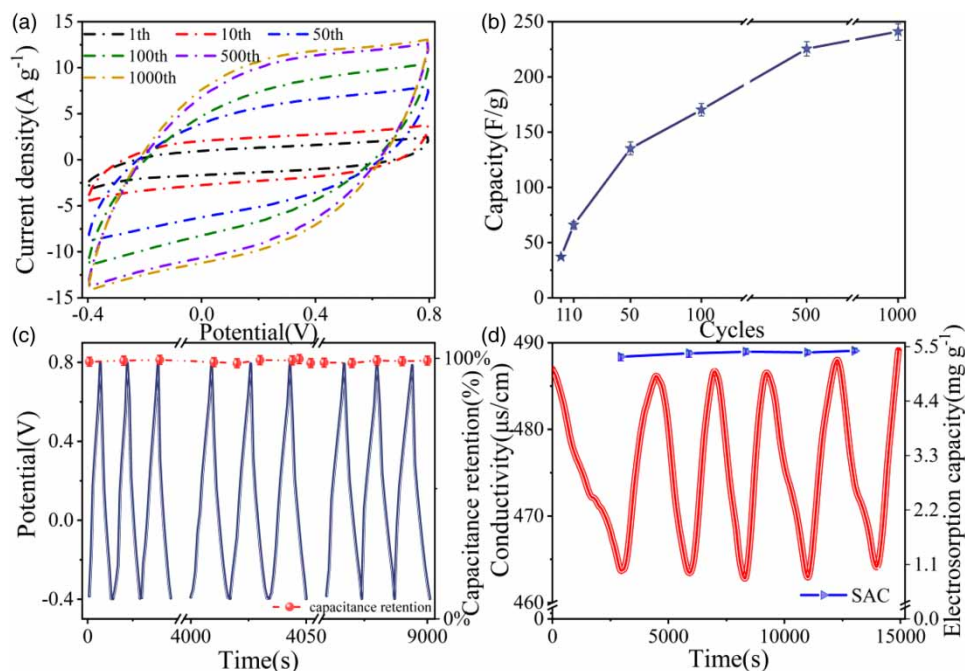 (a)
1th 10th 50th
100th 500th
1000th
15
10
5
0
-5
-10
-15
-0.4 0.0 0.4 0.8
Current density(A g⁻¹)
Potential(V)
(b)
250
200
150
100
50
0
110 50 100 500 1000
Capacity(F/g)
Cycles
(c)
0.8
0.4
0.0
-0.4
Potential(V)
100%
0%
Capacitance retention(%)
capacitance retention
0 4000 4050 9000
Time(s)
(d)
490
480
470
460
Conductivity(μs/cm)
5.5
4.4
3.3
2.2
1.1
0.0
Electrosorption capacity(mg g⁻¹)
SAC
0 5000 10000 15000
Time(s)